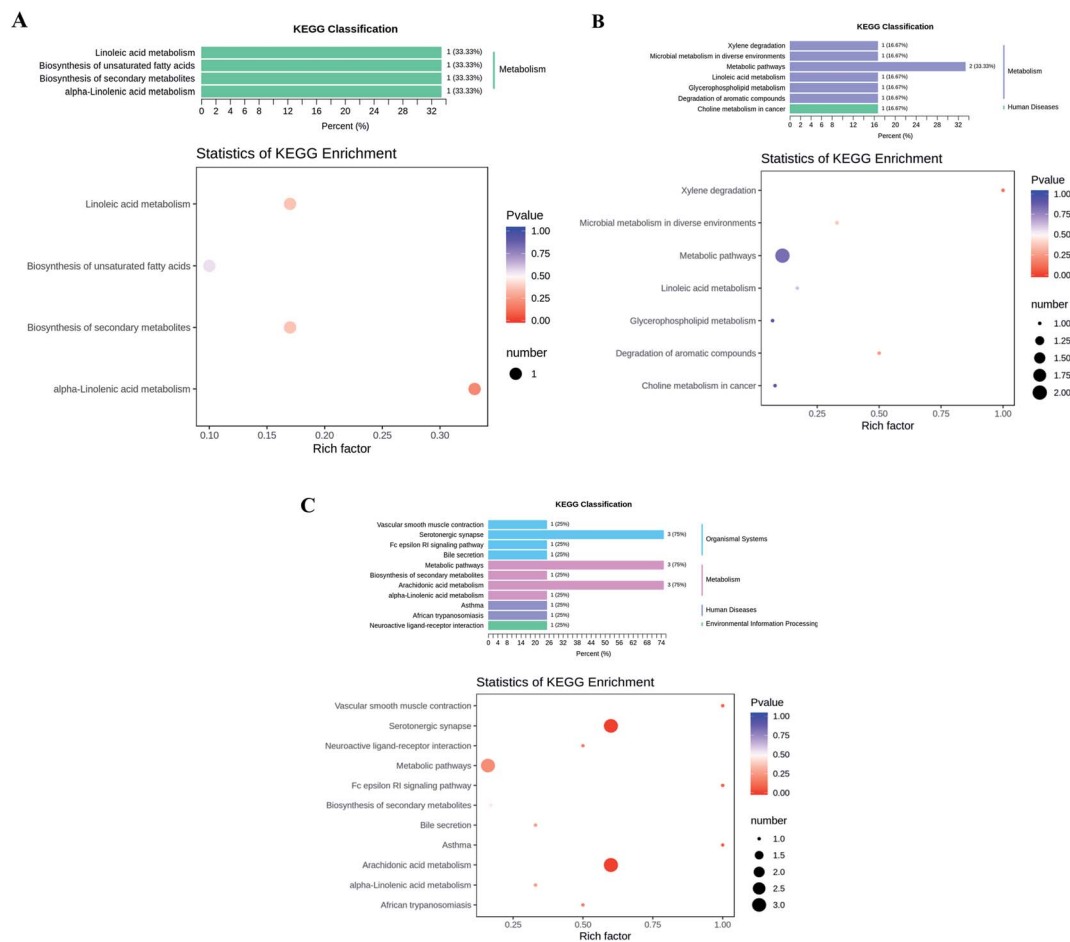 A
KEGG Classification
Linoleic acid metabolism 1 (33.33%)
Biosynthesis of unsaturated fatty acids 1 (33.33%)
Biosynthesis of secondary metabolites 1 (33.33%)
alpha-Linolenic acid metabolism 1 (33.33%)
Metabolism
0 2 4 6 8 10 12 14 16 18 20 22 24 26 28 30 32
Percent (%)
Statistics of KEGG Enrichment
Linoleic acid metabolism
Biosynthesis of unsaturated fatty acids
Biosynthesis of secondary metabolites
alpha-Linolenic acid metabolism
0.10 0.15 0.20 0.25 0.30
Rich factor
Pvalue
1.00
0.75
0.50
0.25
0.00
number
1
B
KEGG Classification
Xylene degradation 1 (16.67%)
Microbial metabolism in diverse environments 1 (16.67%)
Metabolic pathways 2 (33.33%)
Linoleic acid metabolism 1 (16.67%)
Glycerophospholipid metabolism 1 (16.67%)
Degradation of aromatic compounds 1 (16.67%)
Choline metabolism in cancer 1 (16.67%)
Metabolism
Human Diseases
0 2 4 6 8 10 12 14 16 18 20 22 24 26 28 32
Percent (%)
Statistics of KEGG Enrichment
Xylene degradation
Microbial metabolism in diverse environments
Metabolic pathways
Linoleic acid metabolism
Glycerophospholipid metabolism
Degradation of aromatic compounds
Choline metabolism in cancer
0.25 0.50 0.75 1.00
Rich factor
Pvalue
1.00
0.75
0.50
0.25
0.00
number
1.00
1.25
1.50
1.75
2.00
C
KEGG Classification
Vascular smooth muscle contraction 1 (25%)
Serotonergic synapse 3 (75%)
Fc epsilon RI signaling pathway 1 (25%)
Bile secretion 1 (25%)
Metabolic pathways 3 (75%)
Biosynthesis of secondary metabolites 1 (25%)
Arachidonic acid metabolism 3 (75%)
alpha-Linolenic acid metabolism 1 (25%)
Asthma 1 (25%)
African trypanosomiasis 1 (25%)
Neuroactive ligand-receptor interaction 1 (25%)
Organismal Systems
Metabolism
Human Diseases
Environmental Information Processing
0 4 8 14 20 26 32 38 44 50 56 62 68 74
Percent (%)
Statistics of KEGG Enrichment
Vascular smooth muscle contraction
Serotonergic synapse
Neuroactive ligand-receptor interaction
Metabolic pathways
Fc epsilon RI signaling pathway
Biosynthesis of secondary metabolites
Bile secretion
Asthma
Arachidonic acid metabolism
alpha-Linolenic acid metabolism
African trypanosomiasis
0.25 0.50 0.75 1.00
Rich factor
Pvalue
1.00
0.75
0.50
0.25
0.00
number
1.0
1.5
2.0
2.5
3.0